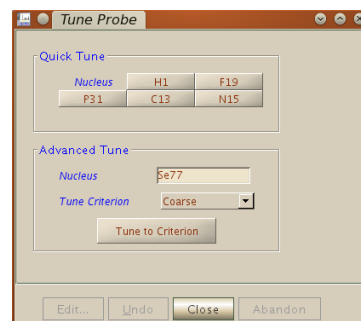 Tune Probe
Quick Tune
Nucleus H1 F19
P31 C13 N15
Advanced Tune
Nucleus Se77
Tune Criterion Coarse
Tune to Criterion
Edit... Undo Close Abandon